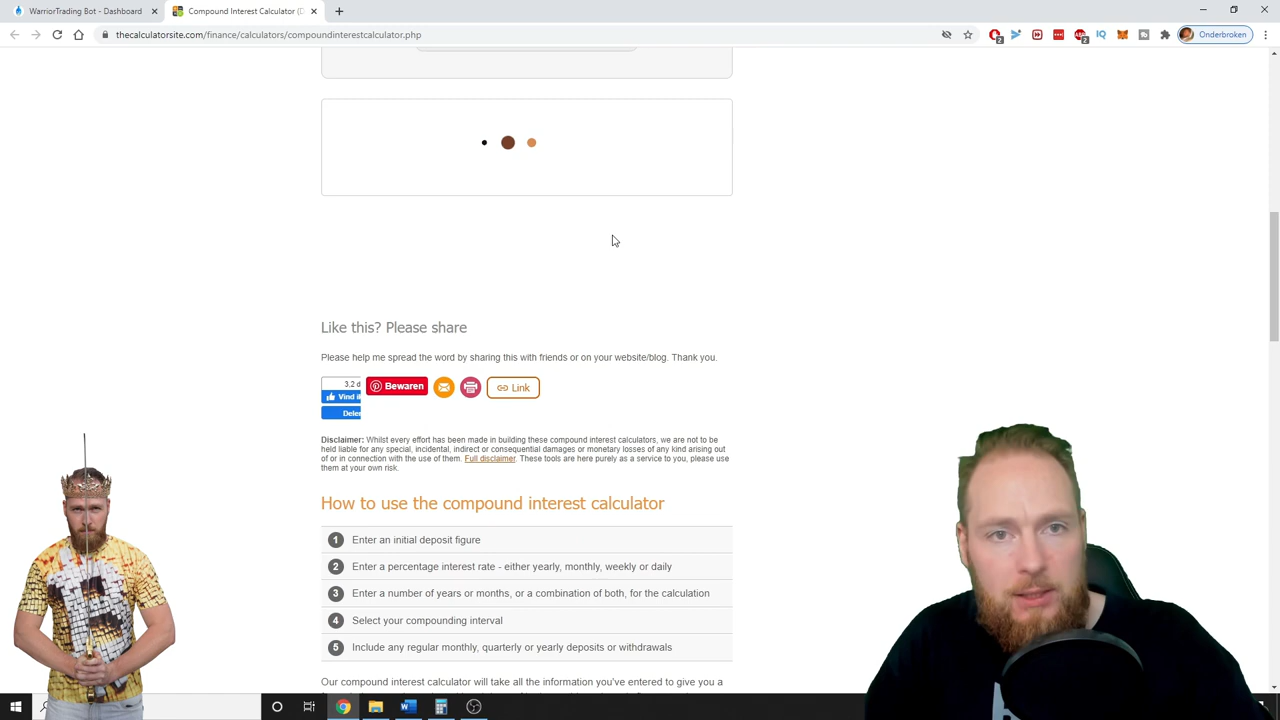 WarriorTrading Bot - Dashboard
Compound Interest Calculator (D
thecalculatorsite.com/finance/calculators/compoundinterestcalculator.php
2
2
IQ
Onderbroken
Like this? Please share
Please help me spread the word by sharing this with friends or on your website/blog. Thank you.
3,2 d
Vind i
Delen
Bewaren
Link
Disclaimer: Whilst every effort has been made in building these compound interest calculators, we are not to be
held liable for any special, incidental, indirect or consequential damages or monetary losses of any kind arising out
of or in connection with the use of them. Full disclaimer. These tools are here purely as a service to you, please use
them at your own risk.
How to use the compound interest calculator
1 Enter an initial deposit figure
2 Enter a percentage interest rate - either yearly, monthly, weekly or daily
3 Enter a number of years or months, or a combination of both, for the calculation
4 Select your compounding interval
5 Include any regular monthly, quarterly or yearly deposits or withdrawals
Our compound interest calculator will take all the information you've entered to give you a